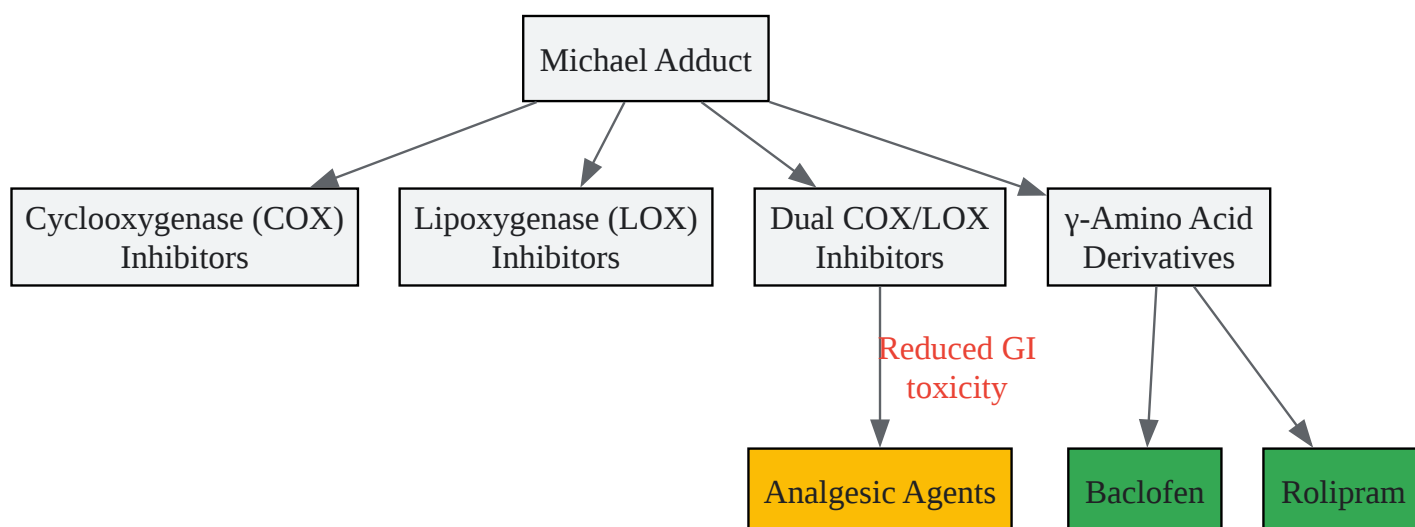 Michael Adduct
Cyclooxygenase (COX)
Inhibitors
Lipoxygenase (LOX)
Inhibitors
Dual COX/LOX
Inhibitors
γ-Amino Acid
Derivatives
Reduced GI
toxicity
Analgesic Agents
Baclofen
Rolipram